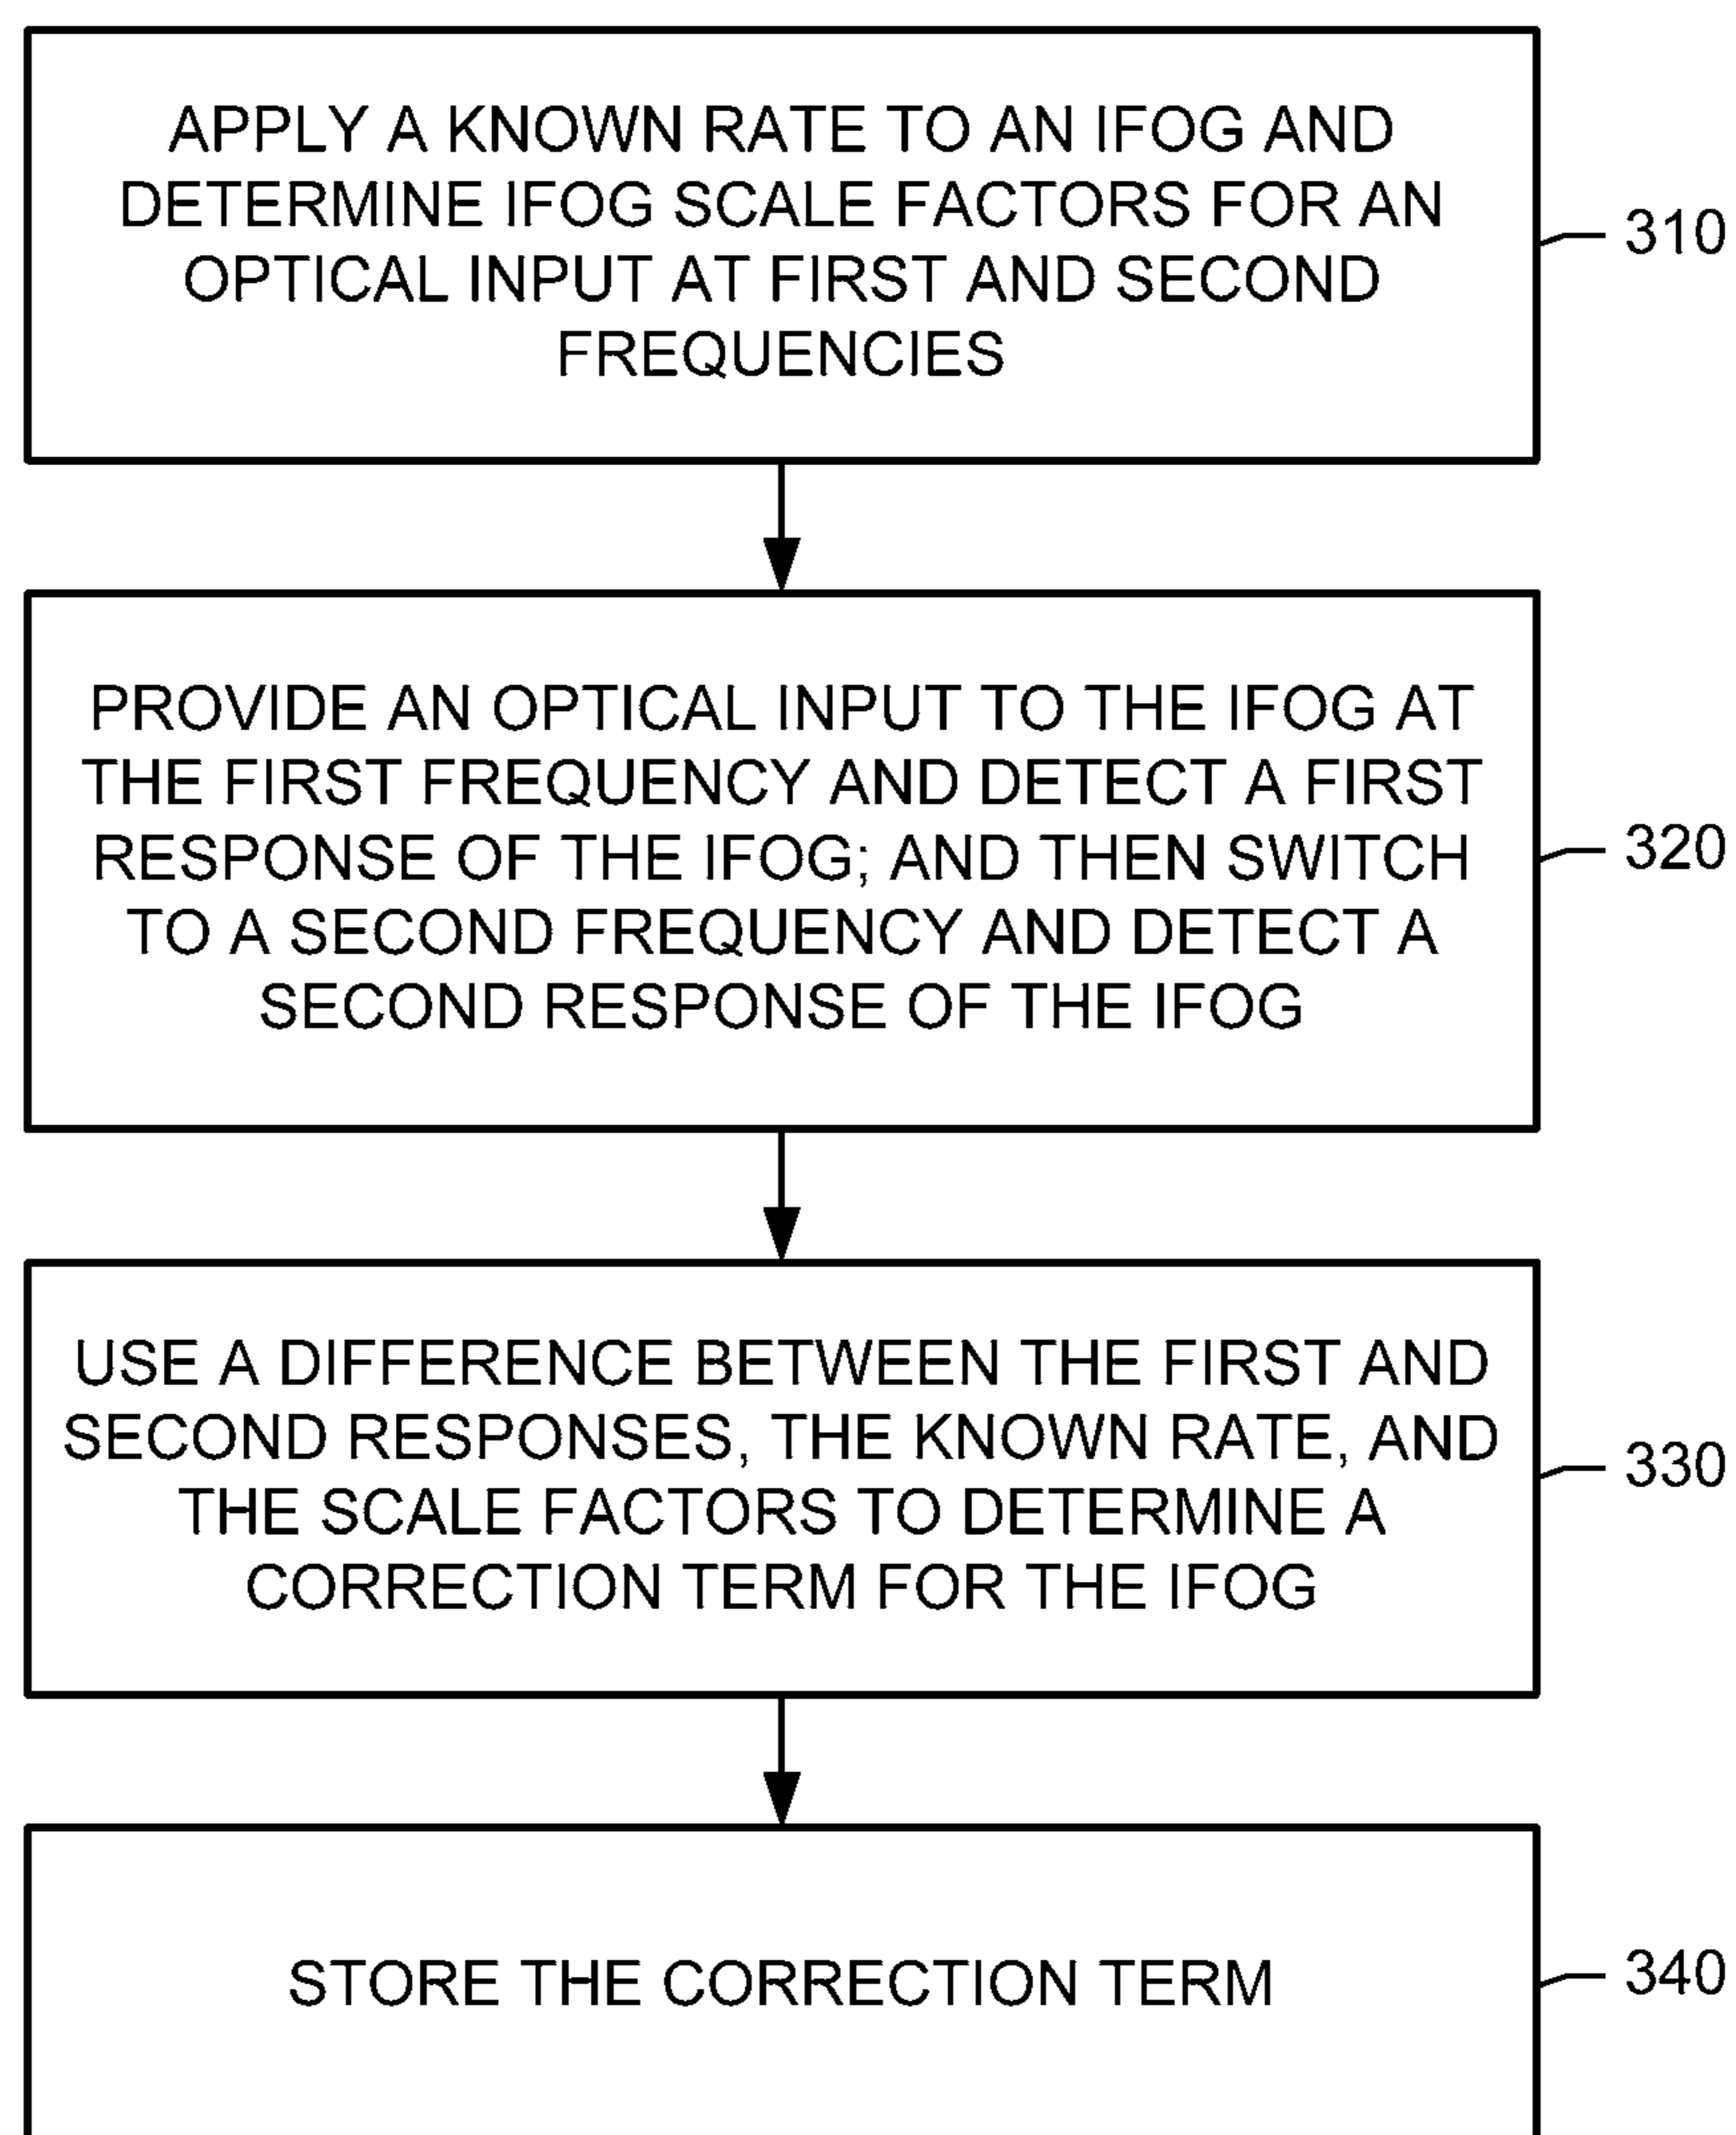 APPLY A KNOWN RATE TO AN IFOG AND
DETERMINE IFOG SCALE FACTORS FOR AN
OPTICAL INPUT AT FIRST AND SECOND
FREQUENCIES
310
PROVIDE AN OPTICAL INPUT TO THE IFOG AT
THE FIRST FREQUENCY AND DETECT A FIRST
RESPONSE OF THE IFOG; AND THEN SWITCH
TO A SECOND FREQUENCY AND DETECT A
SECOND RESPONSE OF THE IFOG
320
USE A DIFFERENCE BETWEEN THE FIRST AND
SECOND RESPONSES, THE KNOWN RATE, AND
THE SCALE FACTORS TO DETERMINE A
CORRECTION TERM FOR THE IFOG
330
STORE THE CORRECTION TERM
340